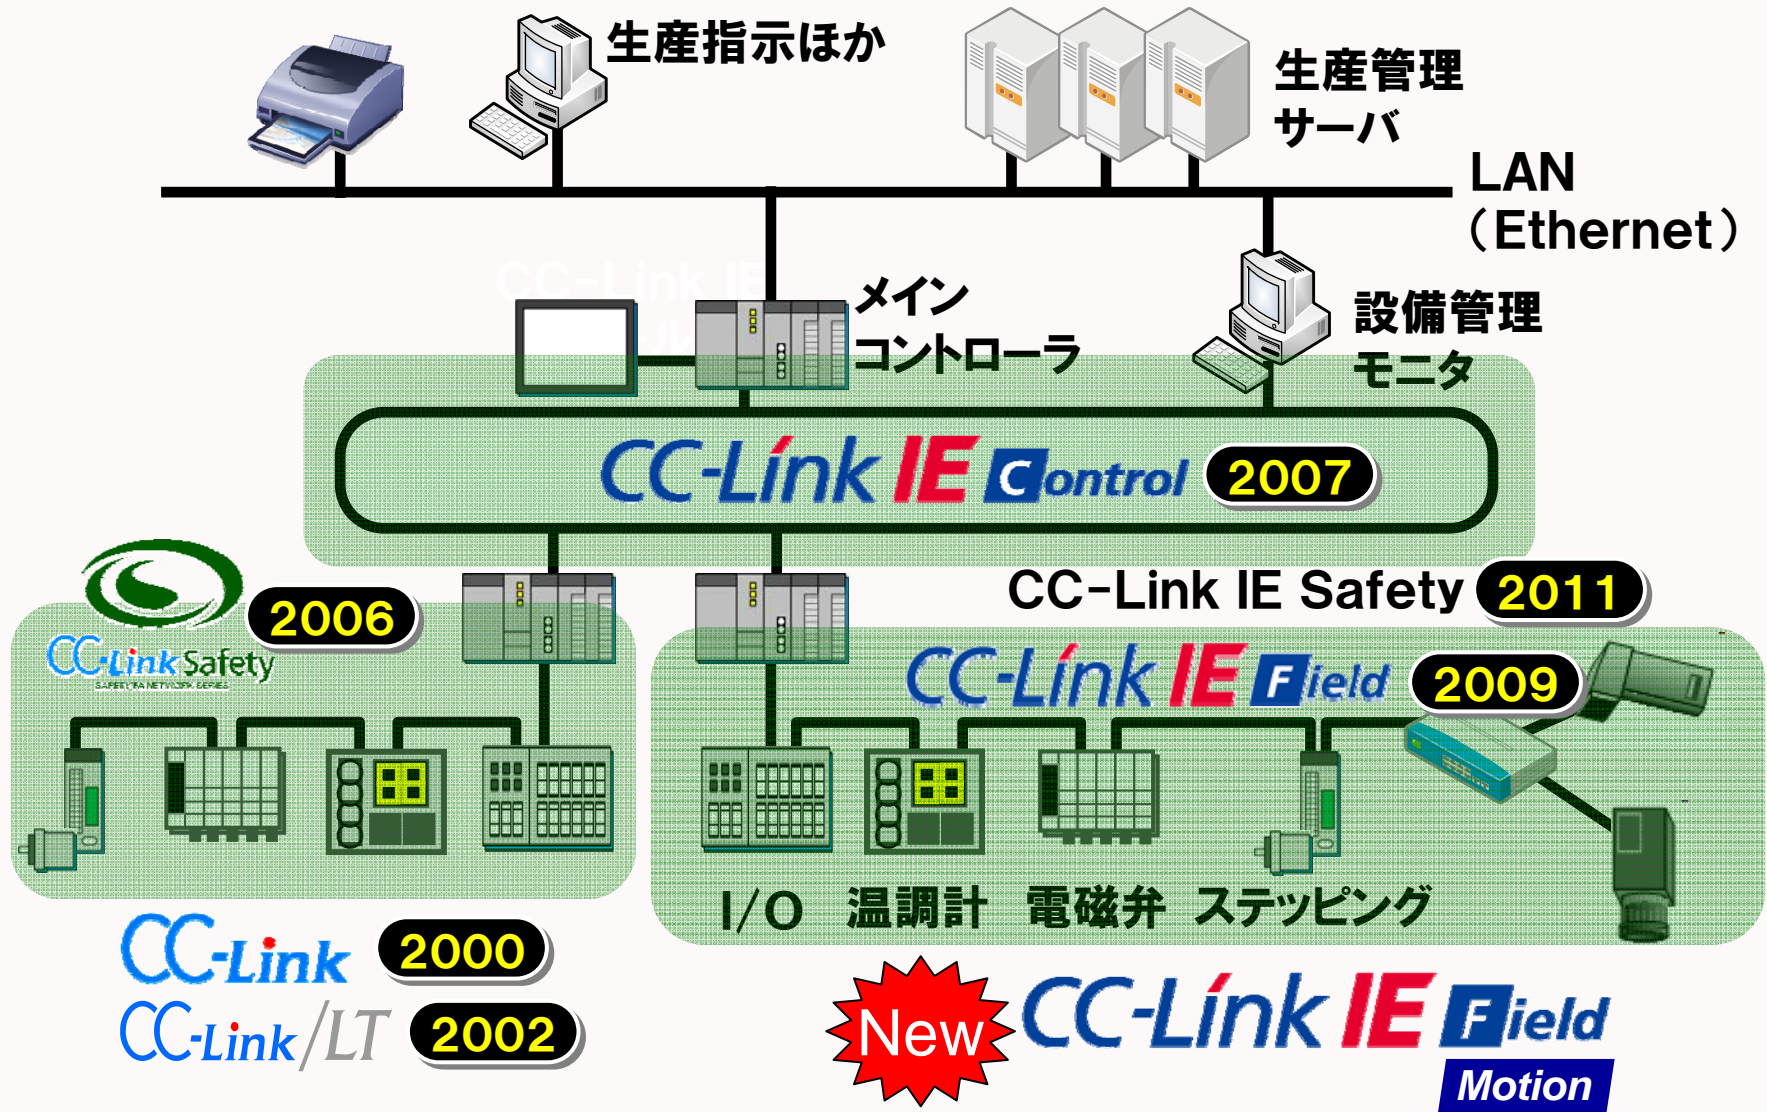 生産指示ほか
生産管理
サーバ
LAN
（Ethernet）
CC-Link IE
メイン
コントローラ
設備管理
モニタ
CC-Link IE Control 2007
CC-Link IE Safety 2011
2006
CC-Link Safety
CC-Link IE Field 2009
I/O 温調計 電磁弁 ステッピング
CC-Link 2000
CC-Link/LT 2002
New CC-Link IE Field
Motion